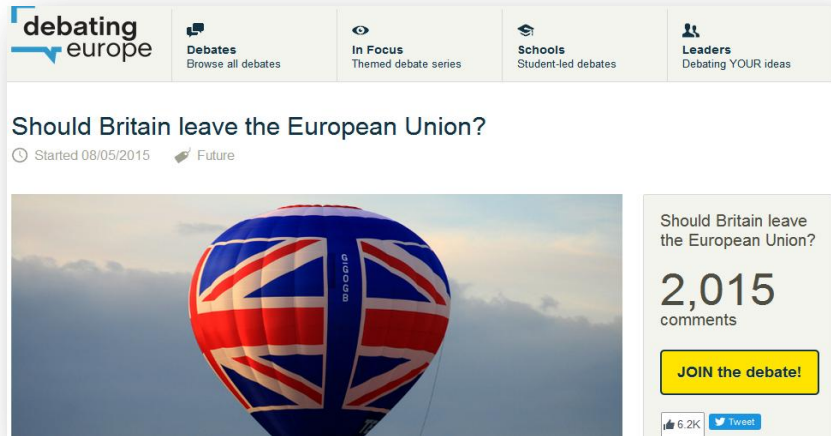 debating
europe
Debates
Browse all debates
In Focus
Themed debate series
Schools
Student-led debates
Leaders
Debating YOUR ideas
Should Britain leave the European Union?
Started 08/05/2015 Future
G-GOGB
Should Britain leave
the European Union?
2,015
comments
JOIN the debate!
6.2K Tweet